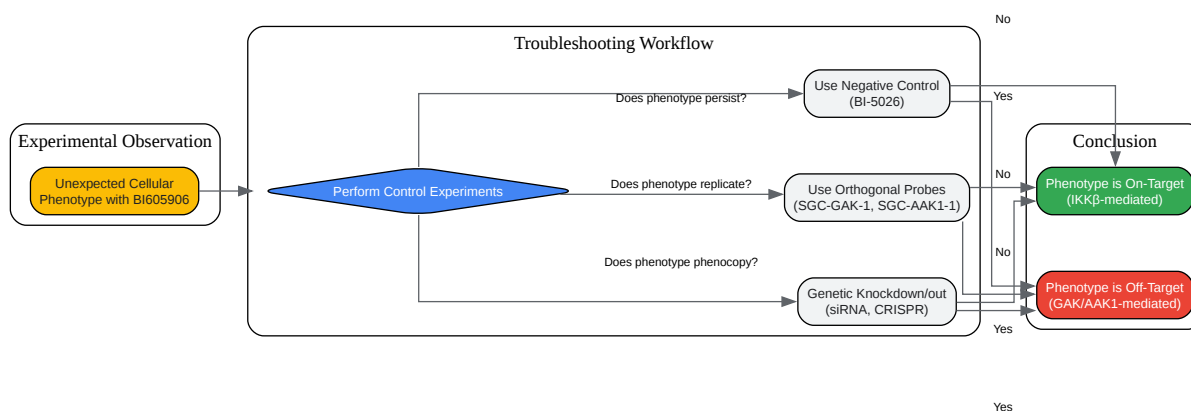 No
Troubleshooting Workflow
Use Negative Control
(BI-5026)
Does phenotype persist?
Yes
Experimental Observation
Conclusion
Unexpected Cellular
Phenotype with BI605906
Perform Control Experiments
Does phenotype replicate?
Use Orthogonal Probes
(SGC-GAK-1, SGC-AAK1-1)
No
Phenotype is On-Target
(IKKβ-mediated)
No
Does phenotype phenocopy?
Genetic Knockdown/out
(siRNA, CRISPR)
Phenotype is Off-Target
(GAK/AAK1-mediated)
Yes
Yes